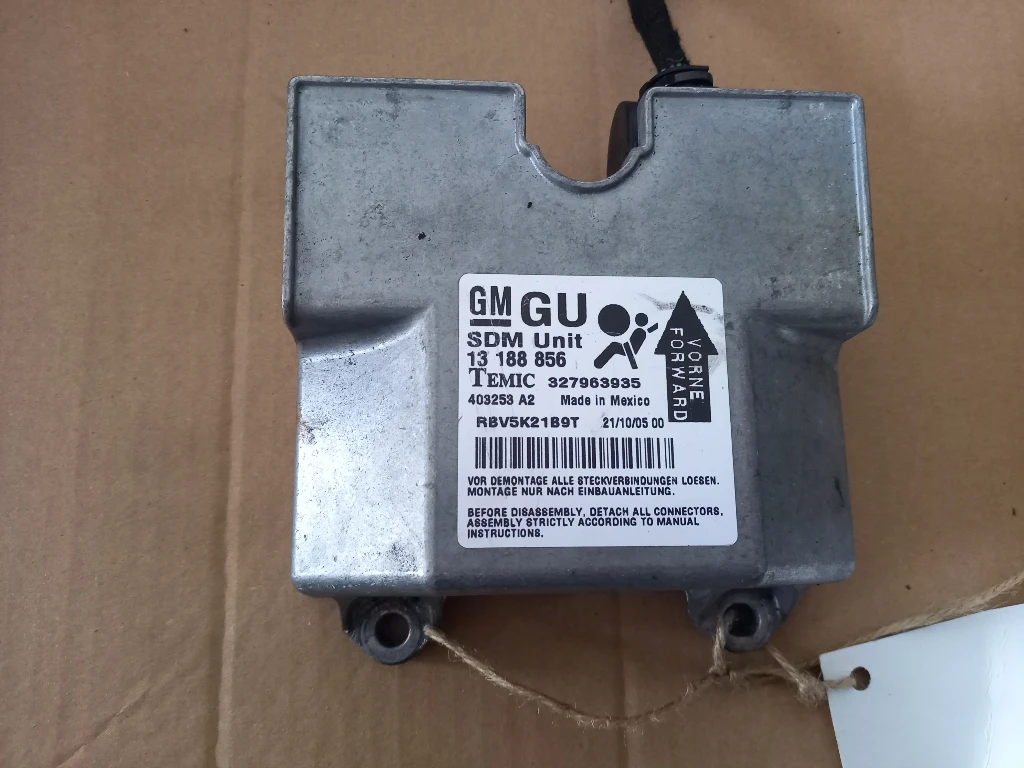 GM GU
SDM Unit
13 188 856
TEMIC 327963935
403253 A2 Made in Mexico
VORNE
FORWARD
RBV5K21B9T 21/10/05 00
VOR DEMONTAGE ALLE STECKVERBINDUNGEN LOESEN.
MONTAGE NUR NACH EINBAUANLEITUNG.
BEFORE DISASSEMBLY, DETACH ALL CONNECTORS,
ASSEMBLY STRICTLY ACCORDING TO MANUAL
INSTRUCTIONS.